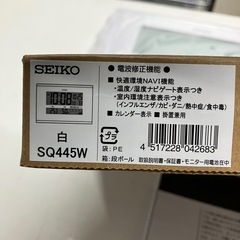 SEIKO
白
SQ445W
● 電波修正機能 ●
■ 快適環境NAVI機能
・温度/湿度ナビゲート表示つき
・室内環境注意表示つき
(インフルエンザ/カビ・ダニ/熱中症/食中毒)
■ カレンダー表示 ■ 掛置兼用
プラ
袋:PE
箱:段ボール
4 517228 042683
取扱説明書・保証書・モニター用電池在中